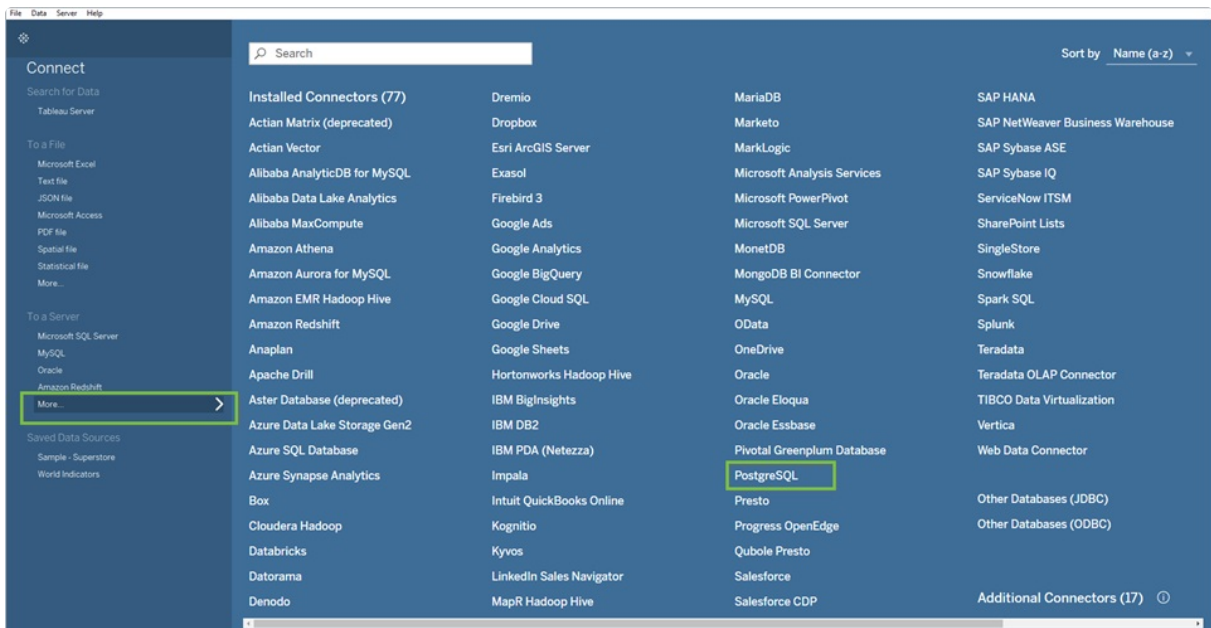 File Data Server Help
Connect
Search for Data
Tableau Server
To a File
Microsoft Excel
Text file
JSON file
Microsoft Access
PDF file
Spatial file
Statistical file
More...
To a Server
Microsoft SQL Server
MySQL
Oracle
Amazon Redshift
More...
Saved Data Sources
Sample - Superstore
World Indicators
Search
Sort by Name (a-z)
Installed Connectors (77)
Actian Matrix (deprecated)
Actian Vector
Alibaba AnalyticDB for MySQL
Alibaba Data Lake Analytics
Alibaba MaxCompute
Amazon Athena
Amazon Aurora for MySQL
Amazon EMR Hadoop Hive
Amazon Redshift
Anaplan
Apache Drill
Aster Database (deprecated)
Azure Data Lake Storage Gen2
Azure SQL Database
Azure Synapse Analytics
Box
Cloudera Hadoop
Databricks
Datorama
Denodo
Dremio
Dropbox
Esri ArcGIS Server
Exasol
Firebird 3
Google Ads
Google Analytics
Google BigQuery
Google Cloud SQL
Google Drive
Google Sheets
Hortonworks Hadoop Hive
IBM BigInsights
IBM DB2
IBM PDA (Netezza)
Impala
Intuit QuickBooks Online
Kognitio
Kyvos
LinkedIn Sales Navigator
MapR Hadoop Hive
MariaDB
Marketo
MarkLogic
Microsoft Analysis Services
Microsoft PowerPivot
Microsoft SQL Server
MonetDB
MongoDB BI Connector
MySQL
OData
OneDrive
Oracle
Oracle Eloqua
Oracle Essbase
Pivotal Greenplum Database
PostgreSQL
Presto
Progress OpenEdge
Qubole Presto
Salesforce
Salesforce CDP
SAP HANA
SAP NetWeaver Business Warehouse
SAP Sybase ASE
SAP Sybase IQ
ServiceNow ITSM
SharePoint Lists
SingleStore
Snowflake
Spark SQL
Splunk
Teradata
Teradata OLAP Connector
TIBCO Data Virtualization
Vertica
Web Data Connector
Other Databases (JDBC)
Other Databases (ODBC)
Additional Connectors (17)